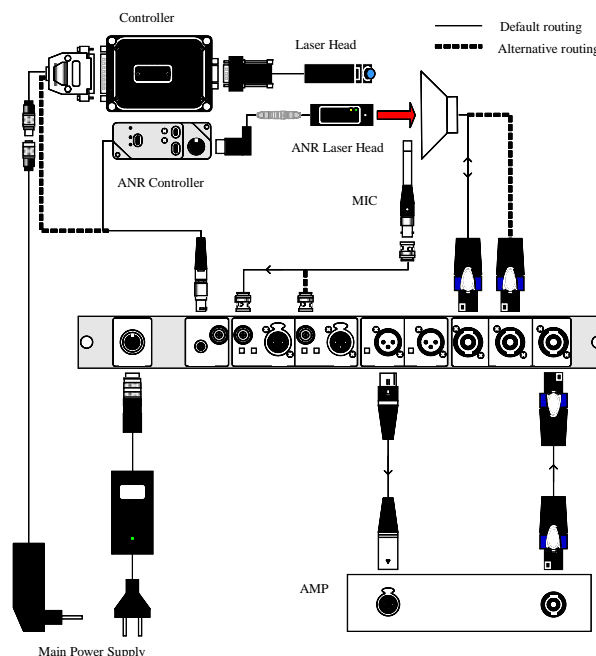 Controller
Laser Head
Default routing
Alternative routing
ANR Laser Head
ANR Controller
MIC
AMP
Main Power Supply